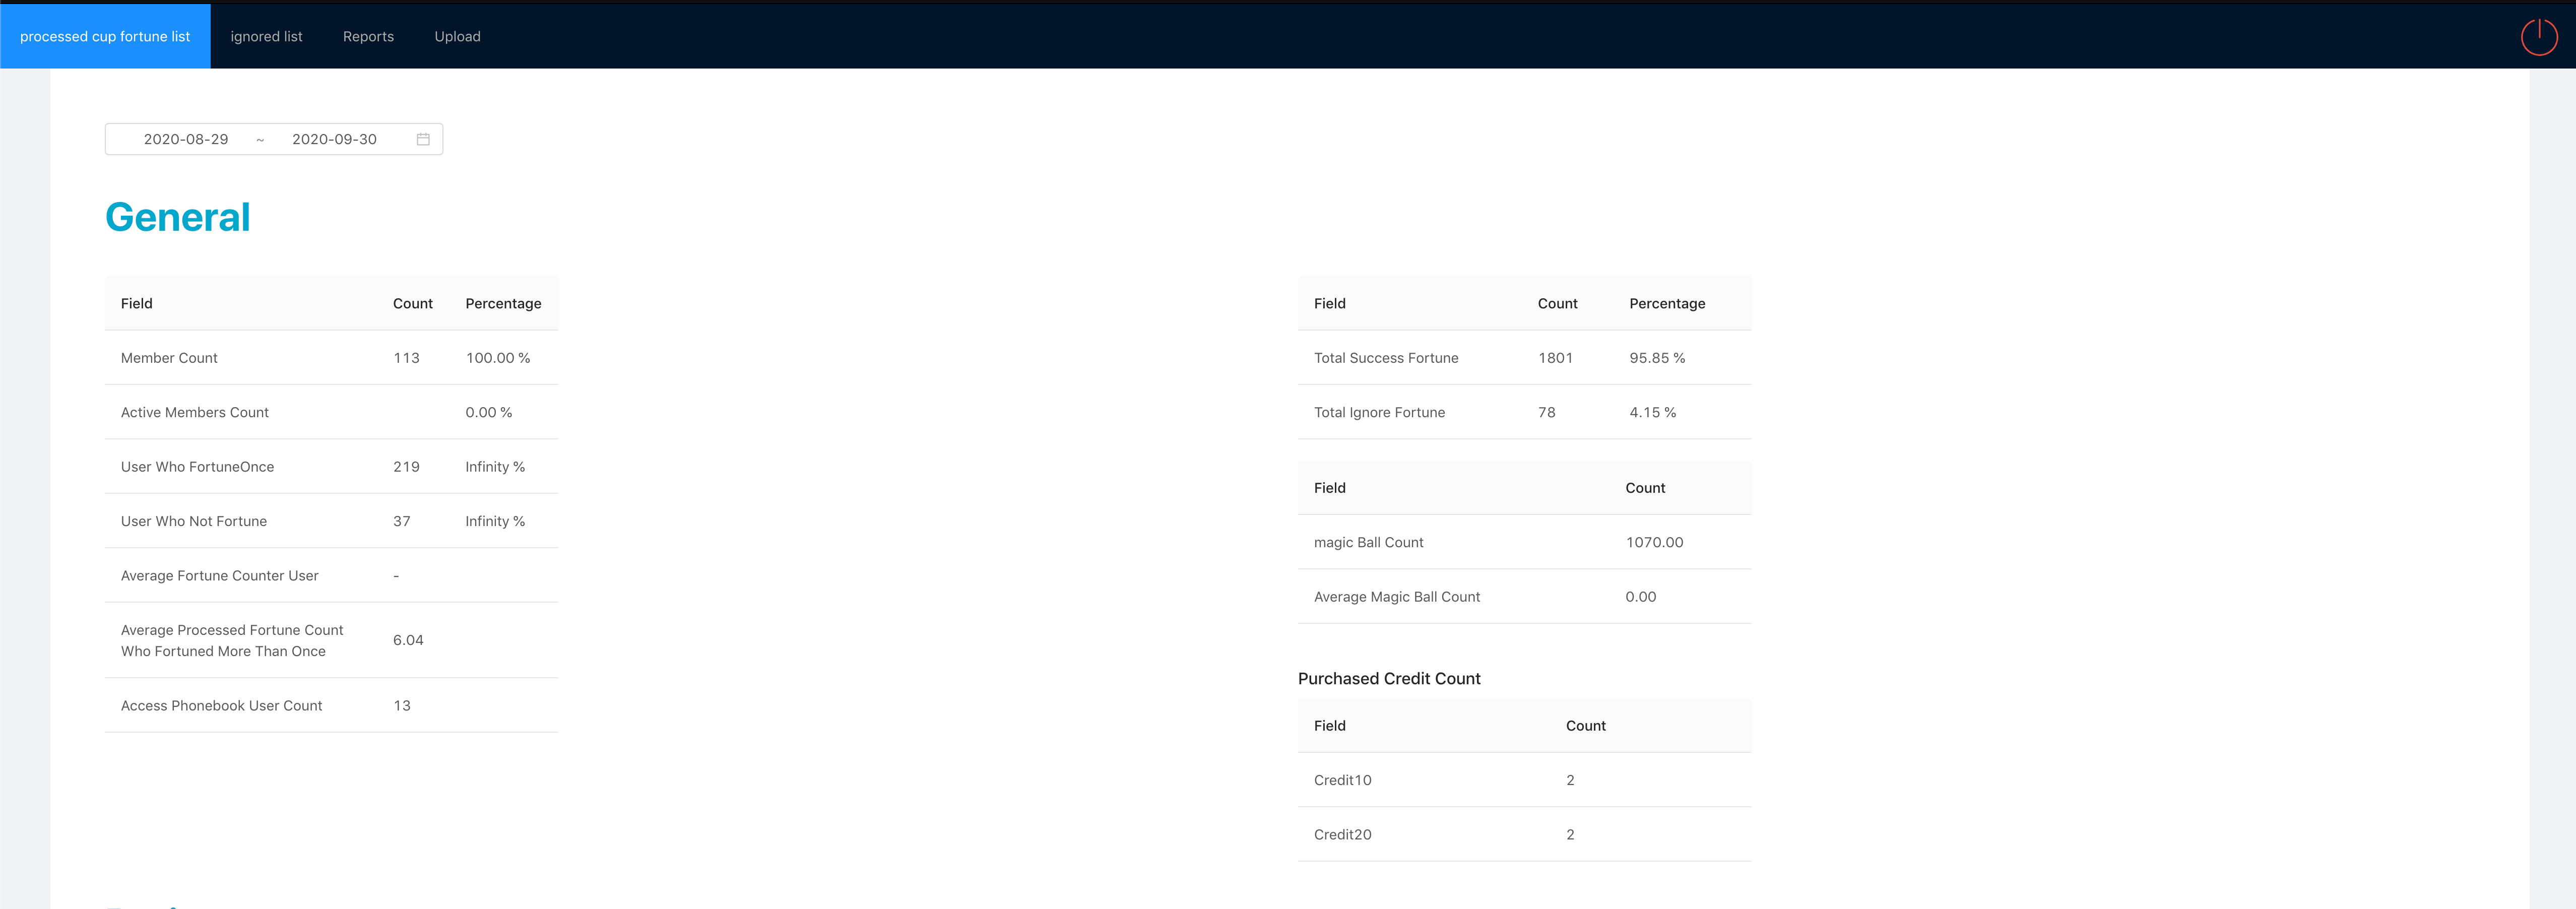 processed cup fortune list ignored list Reports Upload
2020-08-29 ~ 2020-09-30
General
Field Count Percentage
Member Count 113 100.00 %
Active Members Count 0.00 %
User Who FortuneOnce 219 Infinity %
User Who Not Fortune 37 Infinity %
Average Fortune Counter User -
Average Processed Fortune Count
Who Fortuned More Than Once 6.04
Access Phonebook User Count 13
Field Count Percentage
Total Success Fortune 1801 95.85 %
Total Ignore Fortune 78 4.15 %
Field Count
magic Ball Count 1070.00
Average Magic Ball Count 0.00
Purchased Credit Count
Field Count
Credit10 2
Credit20 2